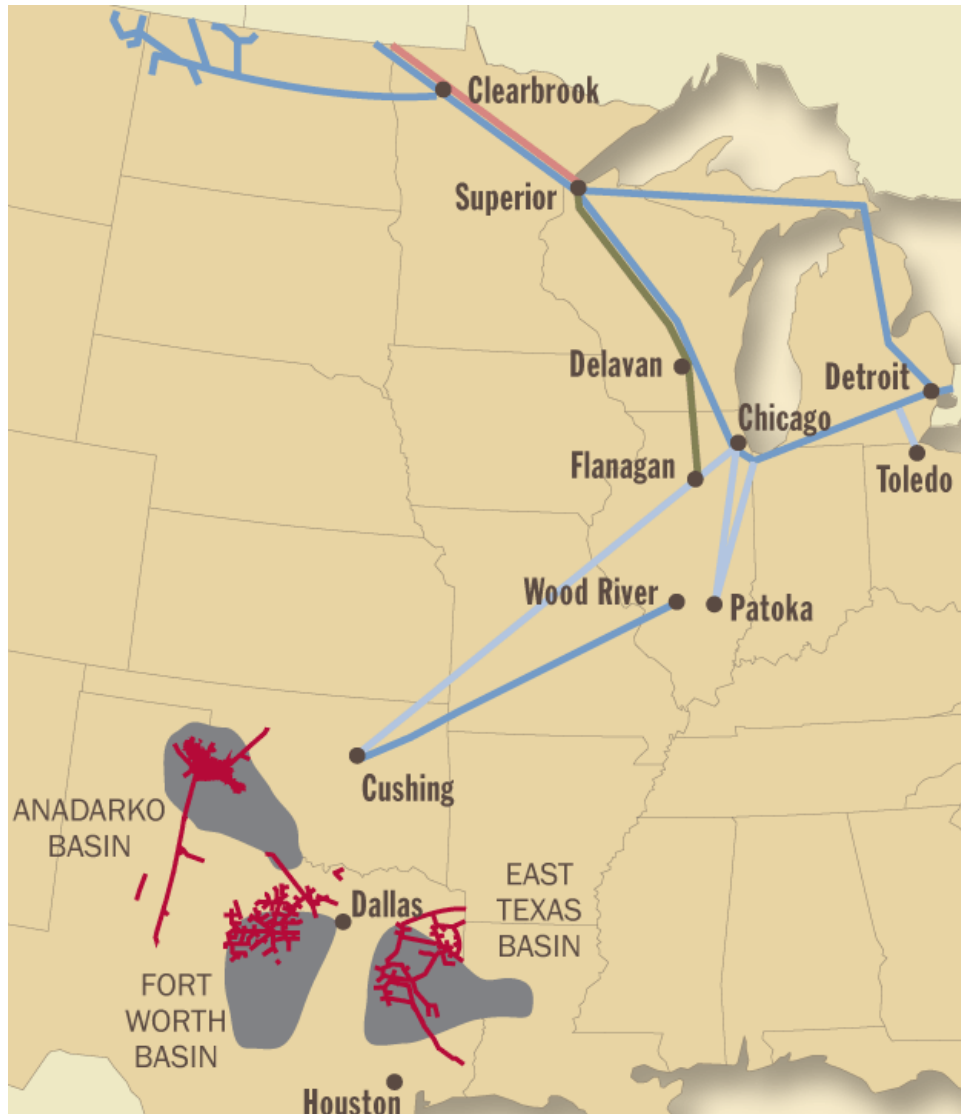 Clearbrook
Superior
Delavan
Detroit
Chicago
Flanagan
Toledo
Wood River
Patoka
Cushing
ANADARKO
BASIN
EAST
TEXAS
BASIN
Dallas
FORT
WORTH
BASIN
Houston